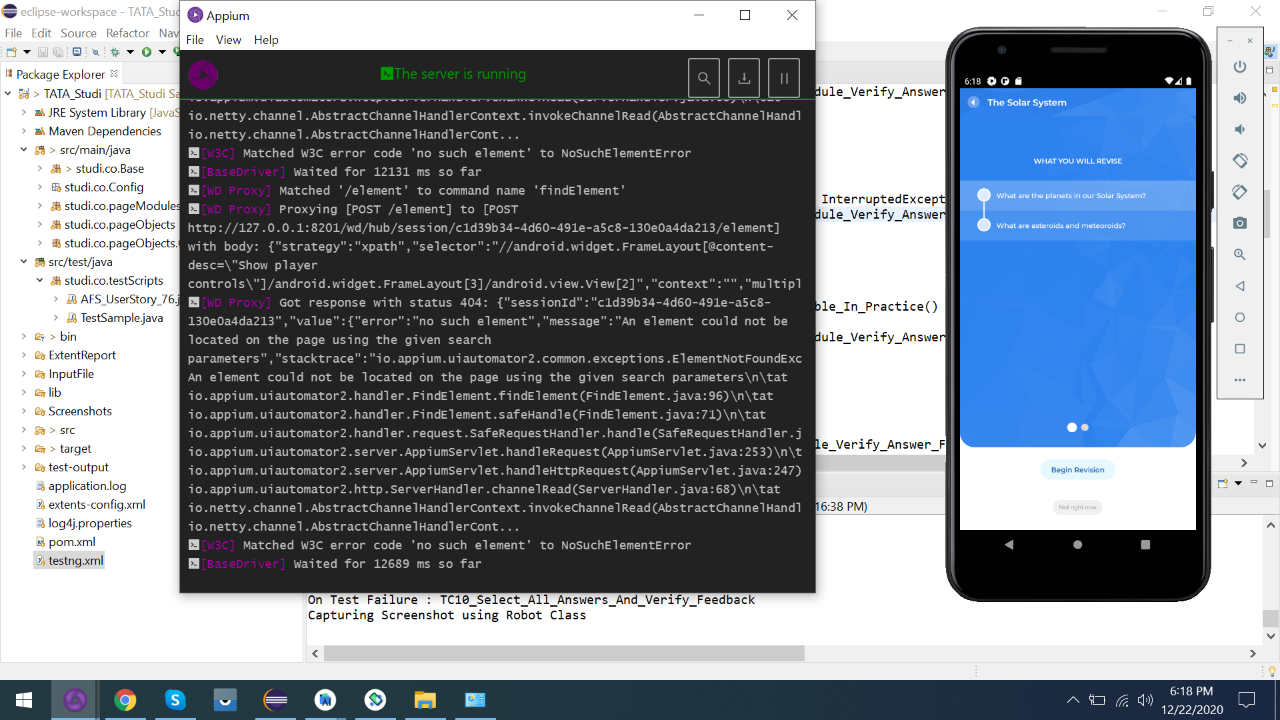 eclipse-workspace - TATA_Studi
File Edit Source Refactor Nav
Package Explorer
TATA_Studi [TATA_Studi Sa
JRE System Library [JavaS
Maven Dependencies
> src/main/java
> studi.co.Base
studi.co.Config
studi.co.pageModules
studi.co.pageObjects
studi.co.pageObjects.
src/test/java
studi.co.testScripts
AFS_UserStory_76.j
TestSample.java
> bin
ExtentReport
InputFile
lib
Screenshots
> src
> target
test-output
application.log
extents-config.xml
log4j.properties
pom.xml
testng.xml
Appium
File View Help
The server is running
io.netty.channel.AbstractChannelHandlerContext.invokeChannelRead(AbstractChannelHandl
io.netty.channel.AbstractChannelHandlerCont...
[W3C] Matched W3C error code 'no such element' to NoSuchElementError
[BaseDriver] Waited for 12131 ms so far
[WD Proxy] Matched '/element' to command name 'findElement'
[WD Proxy] Proxying [POST /element] to [POST
http://127.0.0.1:8201/wd/hub/session/c1d39b34-4d60-491e-a5c8-130e0a4da213/element]
with body: {"strategy":"xpath","selector":"//android.widget.FrameLayout[@content-
desc=\"Show player
controls\"]/android.widget.FrameLayout[3]/android.view.View[2]","context":"","multipl
[WD Proxy] Got response with status 404: {"sessionId":"c1d39b34-4d60-491e-a5c8-
130e0a4da213","value":{"error":"no such element","message":"An element could not be
located on the page using the given search
parameters","stacktrace":"io.appium.uiautomator2.common.exceptions.ElementNotFoundExc
An element could not be located on the page using the given search parameters\n\tat
io.appium.uiautomator2.handler.FindElement.findElement(FindElement.java:96)\n\tat
io.appium.uiautomator2.handler.FindElement.safeHandle(FindElement.java:71)\n\tat
io.appium.uiautomator2.handler.request.SafeRequestHandler.handle(SafeRequestHandler.j
io.appium.uiautomator2.server.AppiumServlet.handleRequest(AppiumServlet.java:253)\n\t
io.appium.uiautomator2.server.AppiumServlet.handleHttpRequest(AppiumServlet.java:247)
io.appium.uiautomator2.http.ServerHandler.channelRead(ServerHandler.java:68)\n\tat
io.netty.channel.AbstractChannelHandlerContext.invokeChannelRead(AbstractChannelHandl
io.netty.channel.AbstractChannelHandlerCont...
[W3C] Matched W3C error code 'no such element' to NoSuchElementError
[BaseDriver] Waited for 12689 ms so far
dule_Verify_Answer
InterruptedExcept
dule_Verify_Answer
ble_In_Practice()
dule_Verify_Answer
le_Verify_Answer_F
16:38 PM)
On Test Failure : TC10_Select_All_Answers_And_Verify_Feedback
Capturing Screenshot using Robot Class
6:18
The Solar System
WHAT YOU WILL REVISE
What are the planets in our Solar System?
What are asteroids and meteoroids?
Begin Revision
Not right now
6:18 PM
12/22/2020